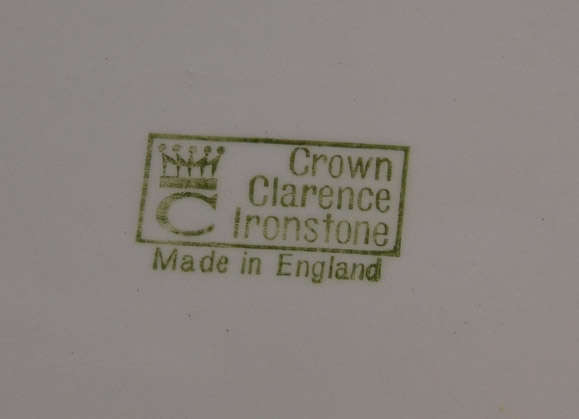 C
Crown
Clarence
Ironstone
Made in England